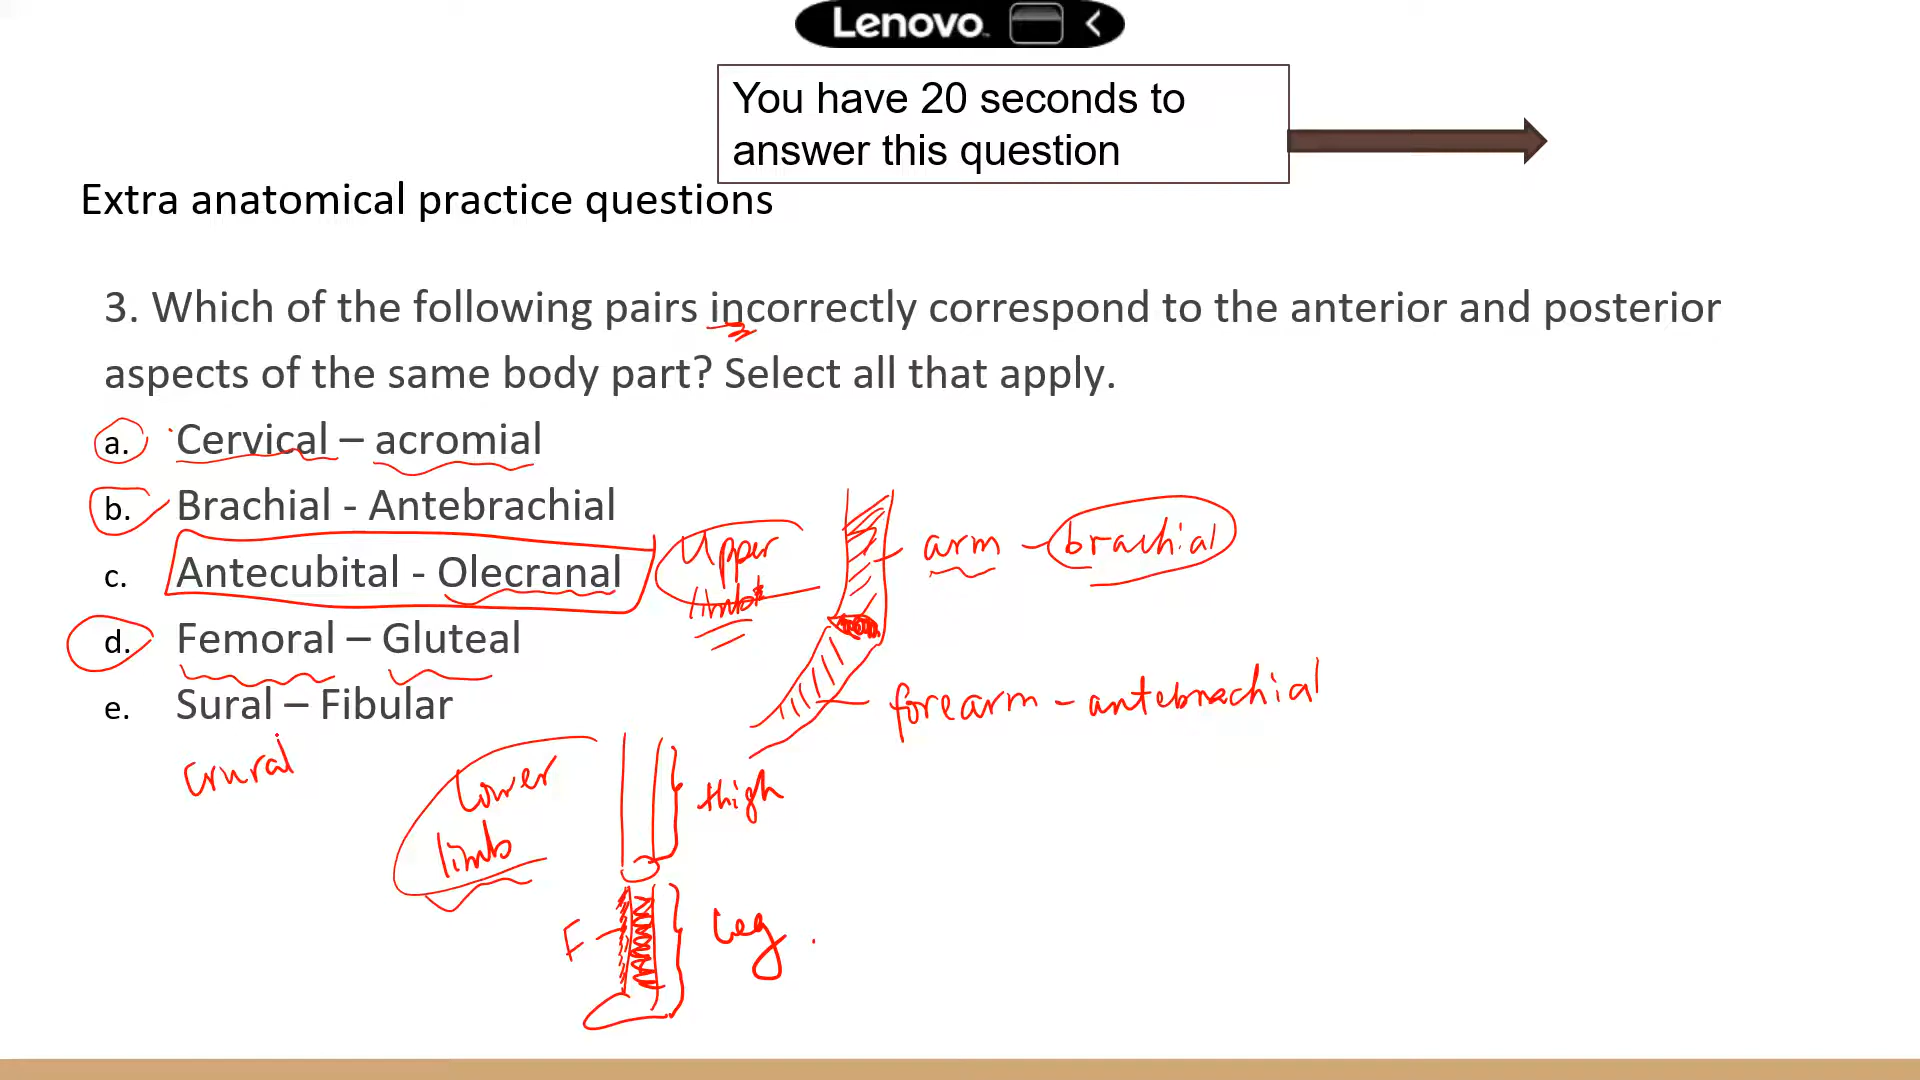 Lenovo
You have 20 seconds to
answer this question
Extra anatomical practice questions
3. Which of the following pairs incorrectly correspond to the anterior and posterior
aspects of the same body part? Select all that apply.
a. Cervical – acromial
b. Brachial - Antebrachial
c. Antecubital - Olecranal
d. Femoral – Gluteal
e. Sural – Fibular
Upper
limb
arm - brachial
forearm - antebrachial
crural
Lower
limb
thigh
F
Leg